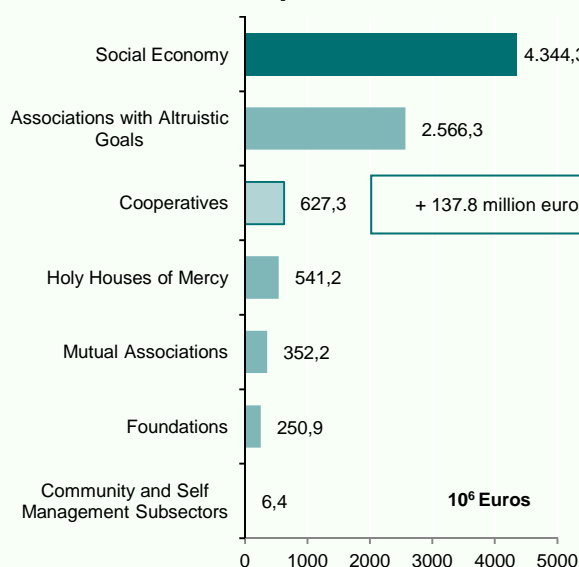 Social Economy
4.344,3
Associations with Altruistic
Goals
2.566,3
Cooperatives
627,3
+ 137.8 million euro
Holy Houses of Mercy
541,2
Mutual Associations
352,2
Foundations
250,9
Community and Self
Management Subsectors
6,4
10⁶ Euros
0 1000 2000 3000 4000 5000